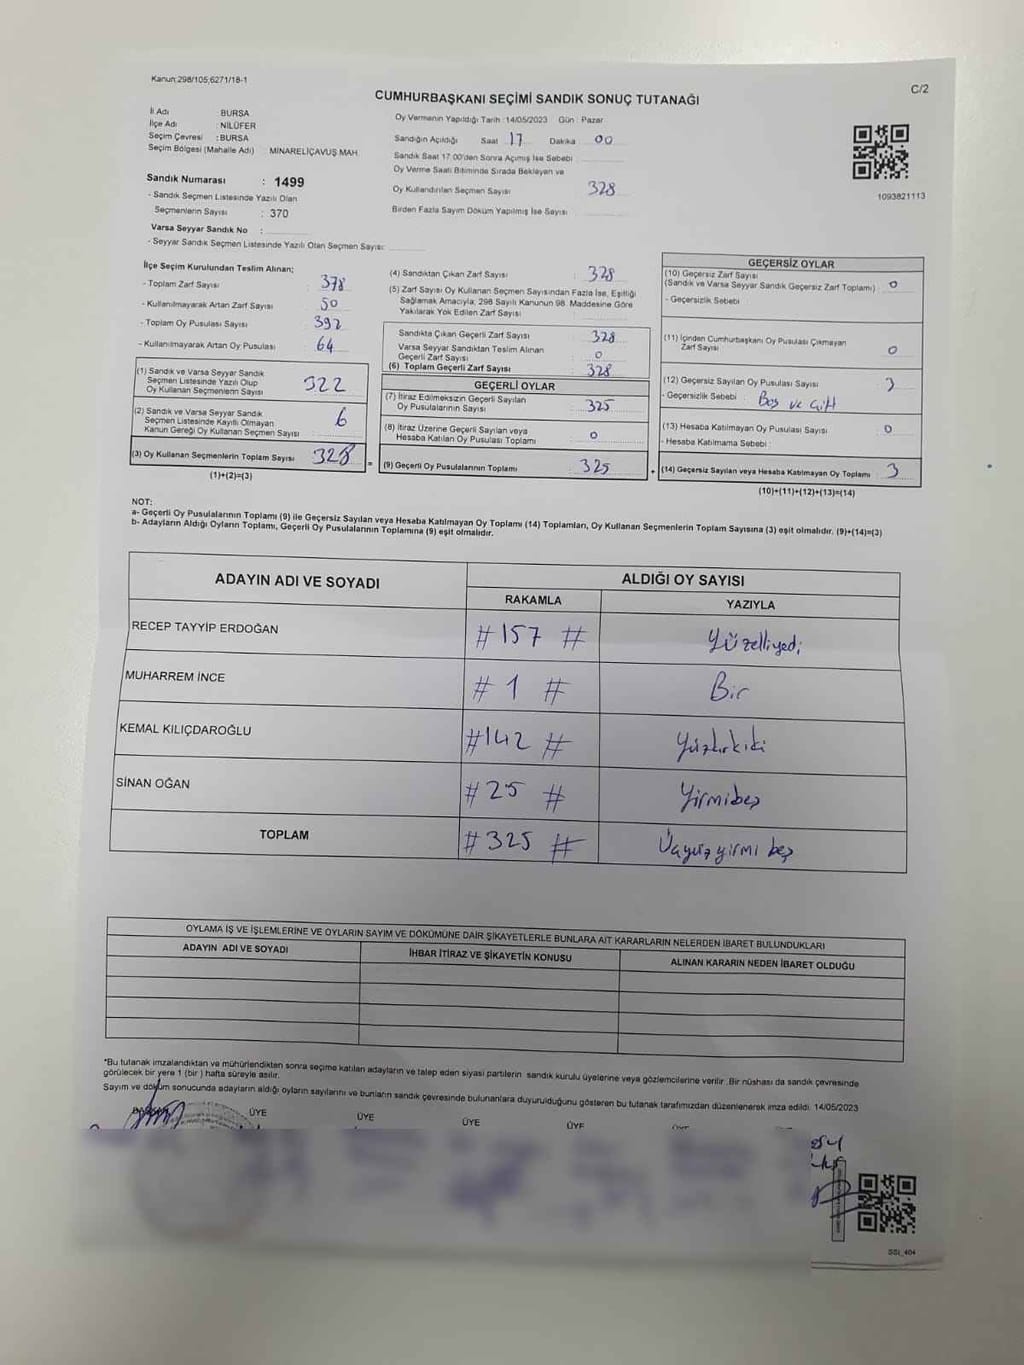 Kanun:298/105,6271/18-1
C/2
CUMHURBAŞKANI SEÇİMİ SANDIK SONUÇ TUTANAĞI
İl Adı : BURSA
İlçe Adı : NİLÜFER
Seçim Çevresi : BURSA
Seçim Bölgesi (Mahalle Adı) MİNARELİÇAVUŞ MAH.
Sandık Numarası : 1499
- Sandık Seçmen Listesinde Yazılı Olan
Seçmenlerin Sayısı : 370
Varsa Seyyar Sandık No :
- Seyyar Sandık Seçmen Listesinde Yazılı Olan Seçmen Sayısı:
Oy Vermenin Yapıldığı Tarih :14/05/2023 Gün : Pazar
Sandığın Açıldığı Saat 17 Dakika 00
Sandık Saat 17:00'den Sonra Açılmış İse Sebebi
Oy Verme Saati Bitiminde Sırada Bekleyen ve
Oy Kullandırılan Seçmen Sayısı 328
Birden Fazla Sayım Döküm Yapılmış İse Sayısı
1093821113
İlçe Seçim Kurulundan Teslim Alınan;
- Toplam Zarf Sayısı : 378
- Kullanılmayarak Artan Zarf Sayısı : 50
- Toplam Oy Pusulası Sayısı : 392
- Kullanılmayarak Artan Oy Pusulası : 64
(1) Sandık ve Varsa Seyyar Sandık
Seçmen Listesinde Yazılı Olup
Oy Kullanan Seçmenlerin Sayısı : 322
(2) Sandık ve Varsa Seyyar Sandık
Seçmen Listesinde Kayıtlı Olmayan
Kanun Gereği Oy Kullanan Seçmen Sayısı : 6
(3) Oy Kullanan Seçmenlerin Toplam Sayısı 328
(1)+(2)=(3)
(4) Sandıktan Çıkan Zarf Sayısı : 328
(5) Zarf Sayısı Oy Kullanan Seçmen Sayısından Fazla İse, Eşitliği
Sağlamak Amacıyla, 298 Sayılı Kanunun 98. Maddesine Göre
Yakılarak Yok Edilen Zarf Sayısı :
Sandıkta Çıkan Geçerli Zarf Sayısı : 328
Varsa Seyyar Sandıktan Teslim Alınan
Geçerli Zarf Sayısı : 0
(6) Toplam Geçerli Zarf Sayısı : 328
GEÇERLİ OYLAR
(7) İtiraz Edilmeksizin Geçerli Sayılan
Oy Pusulalarının Sayısı : 325
(8) İtiraz Üzerine Geçerli Sayılan veya
Hesaba Katılan Oy Pusulası Toplamı : 0
(9) Geçerli Oy Pusulalarının Toplamı : 325
GEÇERSİZ OYLAR
(10) Geçersiz Zarf Sayısı
(Sandık ve Varsa Seyyar Sandık Geçersiz Zarf Toplamı) : 0
- Geçersizlik Sebebi
(11) İçinden Cumhurbaşkanı Oy Pusulası Çıkmayan
Zarf Sayısı : 0
(12) Geçersiz Sayılan Oy Pusulası Sayısı : 3
- Geçersizlik Sebebi : Boş ve Çift
(13) Hesaba Katılmayan Oy Pusulası Sayısı : 0
- Hesaba Katılmama Sebebi :
(14) Geçersiz Sayılan veya Hesaba Katılmayan Oy Toplamı : 3
(10)+(11)+(12)+(13)=(14)
NOT:
a- Geçerli Oy Pusulalarının Toplamı (9) ile Geçersiz Sayılan veya Hesaba Katılmayan Oy Toplamı (14) Toplamları, Oy Kullanan Seçmenlerin Toplam Sayısına (3) eşit olmalıdır. (9)+(14)=(3)
b- Adayların Aldığı Oyların Toplamı, Geçerli Oy Pusulalarının Toplamına (9) eşit olmalıdır.
ADAYIN ADI VE SOYADI ALDIĞI OY SAYISI
RAKAMLA YAZIYLA
RECEP TAYYİP ERDOĞAN # 157 # Yüzelliyedi
MUHARREM İNCE # 1 # Bir
KEMAL KILIÇDAROĞLU #142 # Yüzkırkiki
SİNAN OĞAN # 25 # Yirmibeş
TOPLAM # 325 # Üçyüzyirmi beş
OYLAMA İŞ VE İŞLEMLERİNE VE OYLARIN SAYIM VE DÖKÜMÜNE DAİR ŞİKAYETLERLE BUNLARA AİT KARARLARIN NELERDEN İBARET BULUNDUKLARI
ADAYIN ADI VE SOYADI İHBAR İTİRAZ VE ŞİKAYETİN KONUSU ALINAN KARARIN NEDEN İBARET OLDUĞU
*Bu tutanak imzalandıktan ve mühürlendikten sonra seçime katılan adayların ve talep eden siyasi partilerin sandık kurulu üyelerine veya gözlemcilerine verilir. Bir nüshası da sandık çevresinde
görülecek bir yere 1 (bir ) hafta süreyle asılır.
Sayım ve döküm sonucunda adayların aldığı oyların sayılarını ve bunların sandık çevresinde bulunanlara duyurulduğunu gösteren bu tutanak tarafımızdan düzenlenerek imza edildi. 14/05/2023
ÜYE ÜYE ÜYE ÜYE